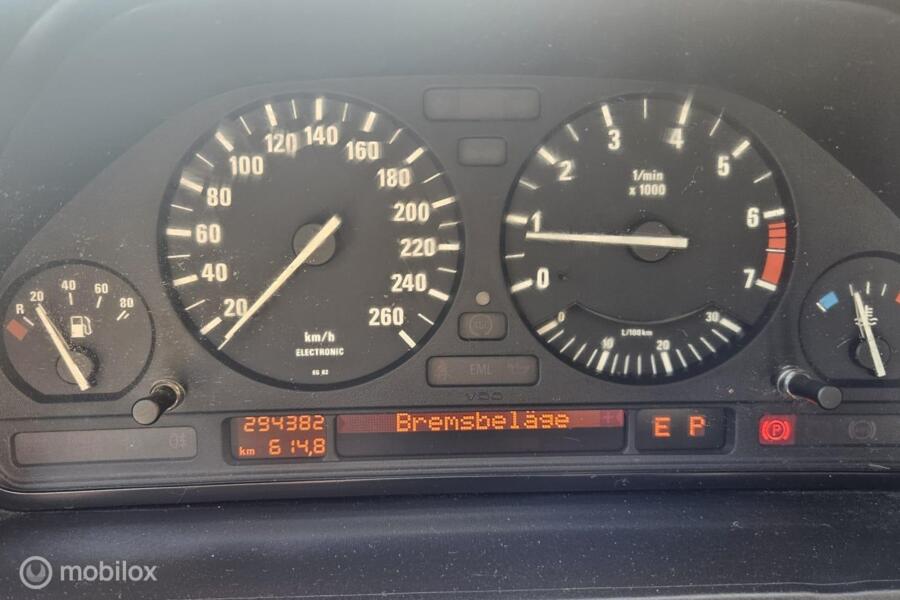 20 40 60 80 100 120 140 160 180 200 220 240 260
km/h
ELECTRONIC
0 1 2 3 4 5 6 7
1/min
x 1000
0 10 20 30
L/100km
R 20 40 60 80
EML
VDO
294382
km 614,8
Bremsbeläge +
E P
P
mobilox